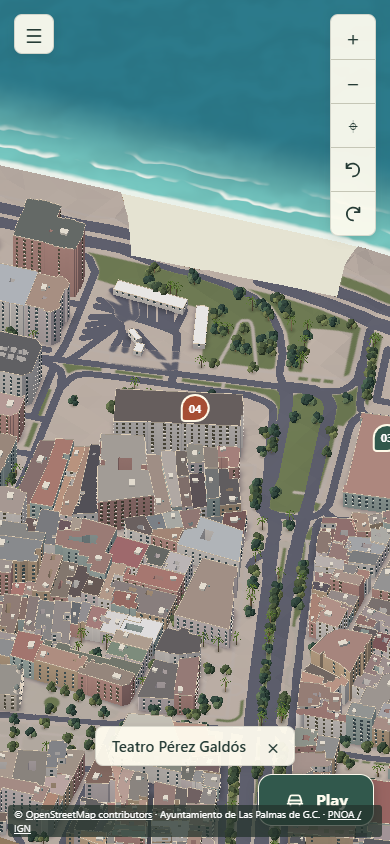 04
03
Teatro Pérez Galdós
Play
© OpenStreetMap contributors · Ayuntamiento de Las Palmas de G.C. · PNOA /
IGN